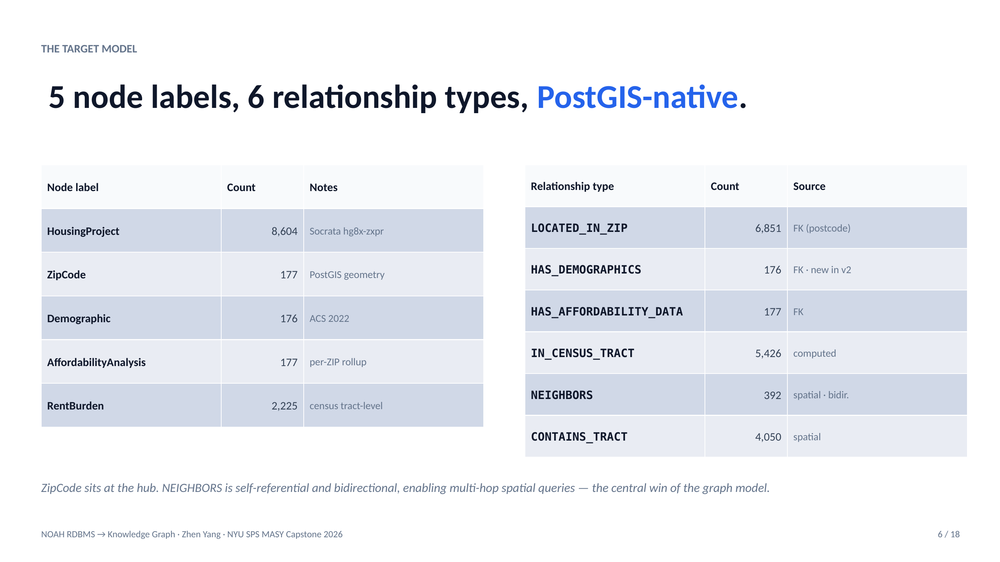 THE TARGET MODEL
5 node labels, 6 relationship types, PostGIS-native.
Node label Count Notes
HousingProject 8,604 Socrata hg8x-zxpr
ZipCode 177 PostGIS geometry
Demographic 176 ACS 2022
AffordabilityAnalysis 177 per-ZIP rollup
RentBurden 2,225 census tract-level
Relationship type Count Source
LOCATED_IN_ZIP 6,851 FK (postcode)
HAS_DEMOGRAPHICS 176 FK · new in v2
HAS_AFFORDABILITY_DATA 177 FK
IN_CENSUS_TRACT 5,426 computed
NEIGHBORS 392 spatial · bidir.
CONTAINS_TRACT 4,050 spatial
ZipCode sits at the hub. NEIGHBORS is self-referential and bidirectional, enabling multi-hop spatial queries — the central win of the graph model.
NOAH RDBMS → Knowledge Graph · Zhen Yang · NYU SPS MASY Capstone 2026
6 / 18